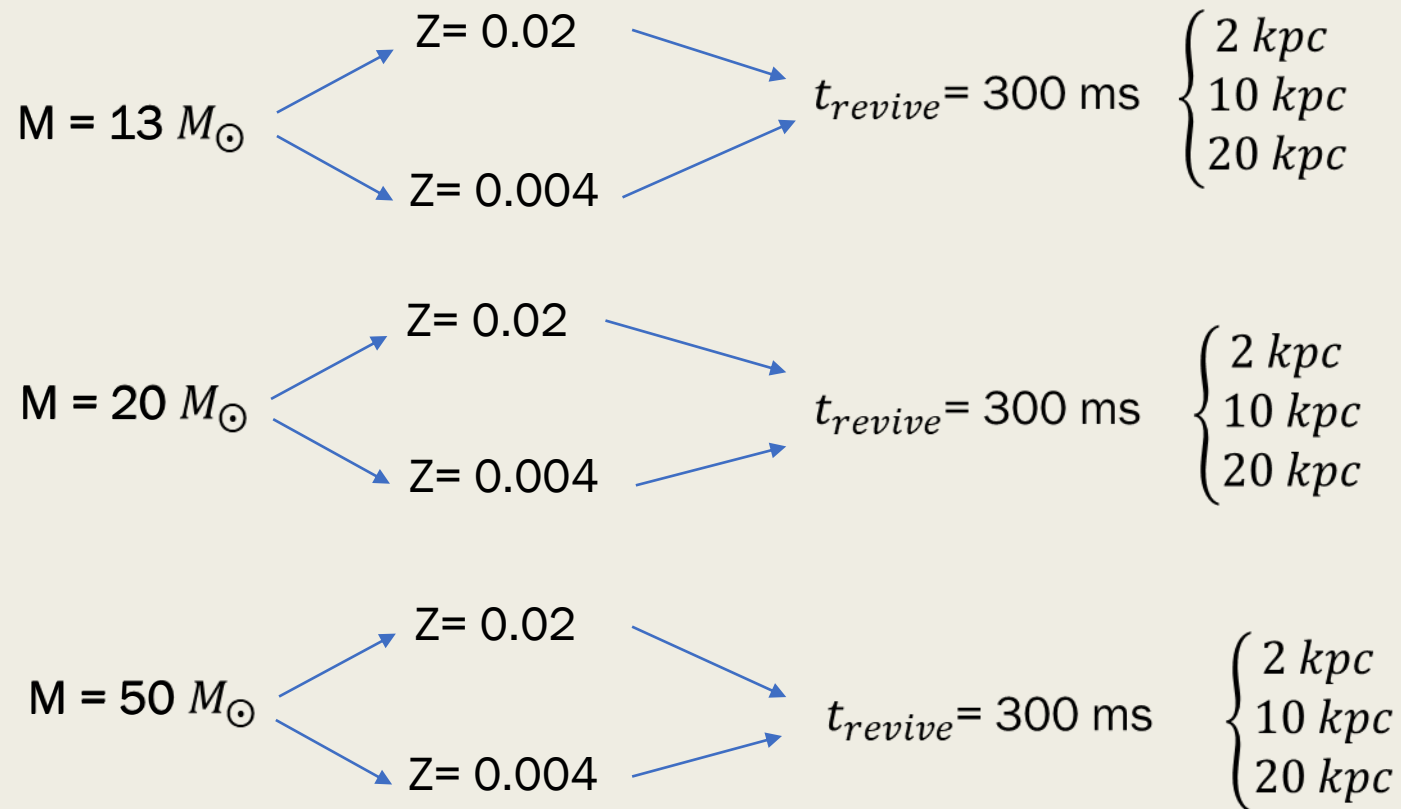 Z= 0.02
M = 13 M⊙
t_revive= 300 ms
2 kpc
10 kpc
20 kpc
Z= 0.004
Z= 0.02
M = 20 M⊙
t_revive= 300 ms
2 kpc
10 kpc
20 kpc
Z= 0.004
Z= 0.02
M = 50 M⊙
t_revive= 300 ms
2 kpc
10 kpc
20 kpc
Z= 0.004